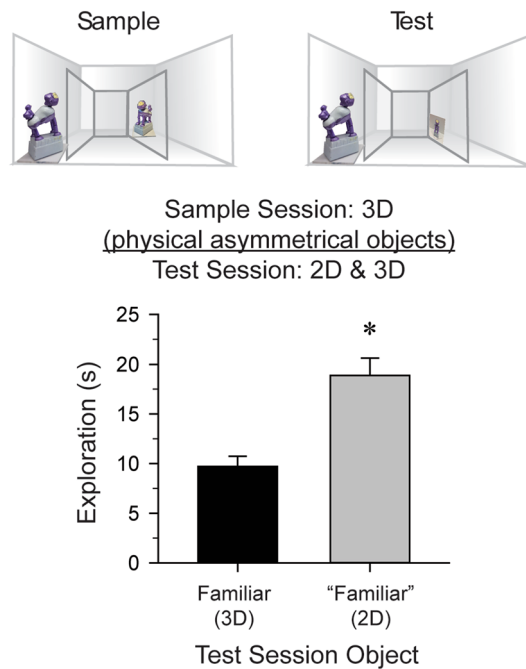 Sample
Test
Sample Session: 3D
(physical asymmetrical objects)
Test Session: 2D & 3D
25
20
15
10
5
0
Exploration (s)
*
Familiar
(3D)
“Familiar”
(2D)
Test Session Object